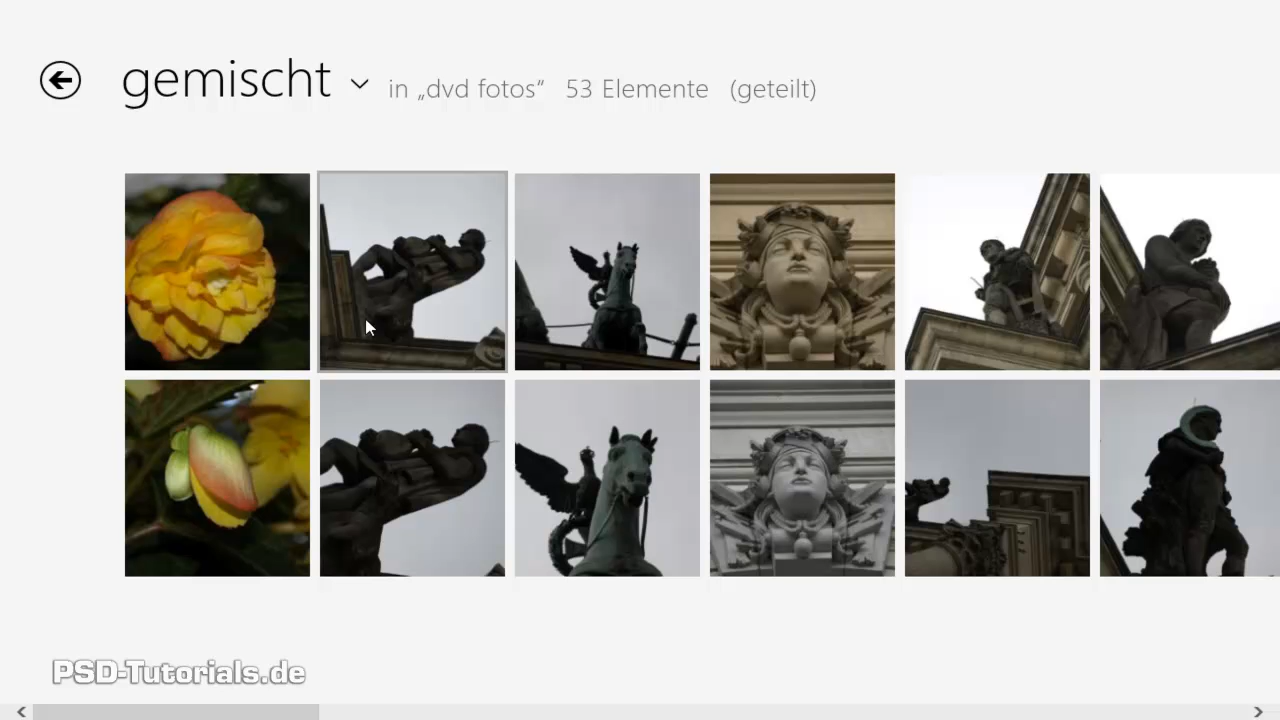 gemischt in „dvd fotos” 53 Elemente (geteilt)
PSD-Tutorials.de